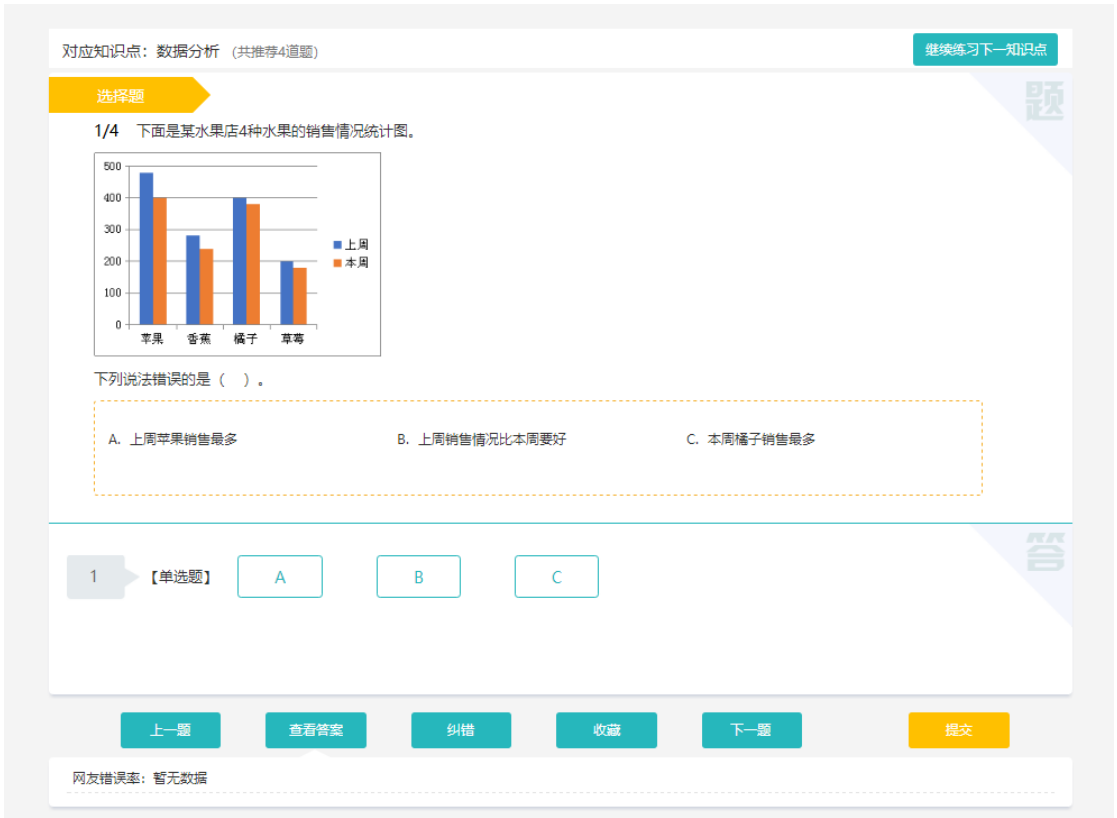 对应知识点：数据分析 （共推荐4道题） 继续练习下一知识点
选择题
题
1/4 下面是某水果店4种水果的销售情况统计图。
500
400
300
200
100
0
苹果 香蕉 橘子 草莓
上周
本周
下列说法错误的是（ ）。
A. 上周苹果销售最多 B. 上周销售情况比本周要好 C. 本周橘子销售最多
答
1 【单选题】 A B C
上一题 查看答案 纠错 收藏 下一题 提交
网友错误率：暂无数据